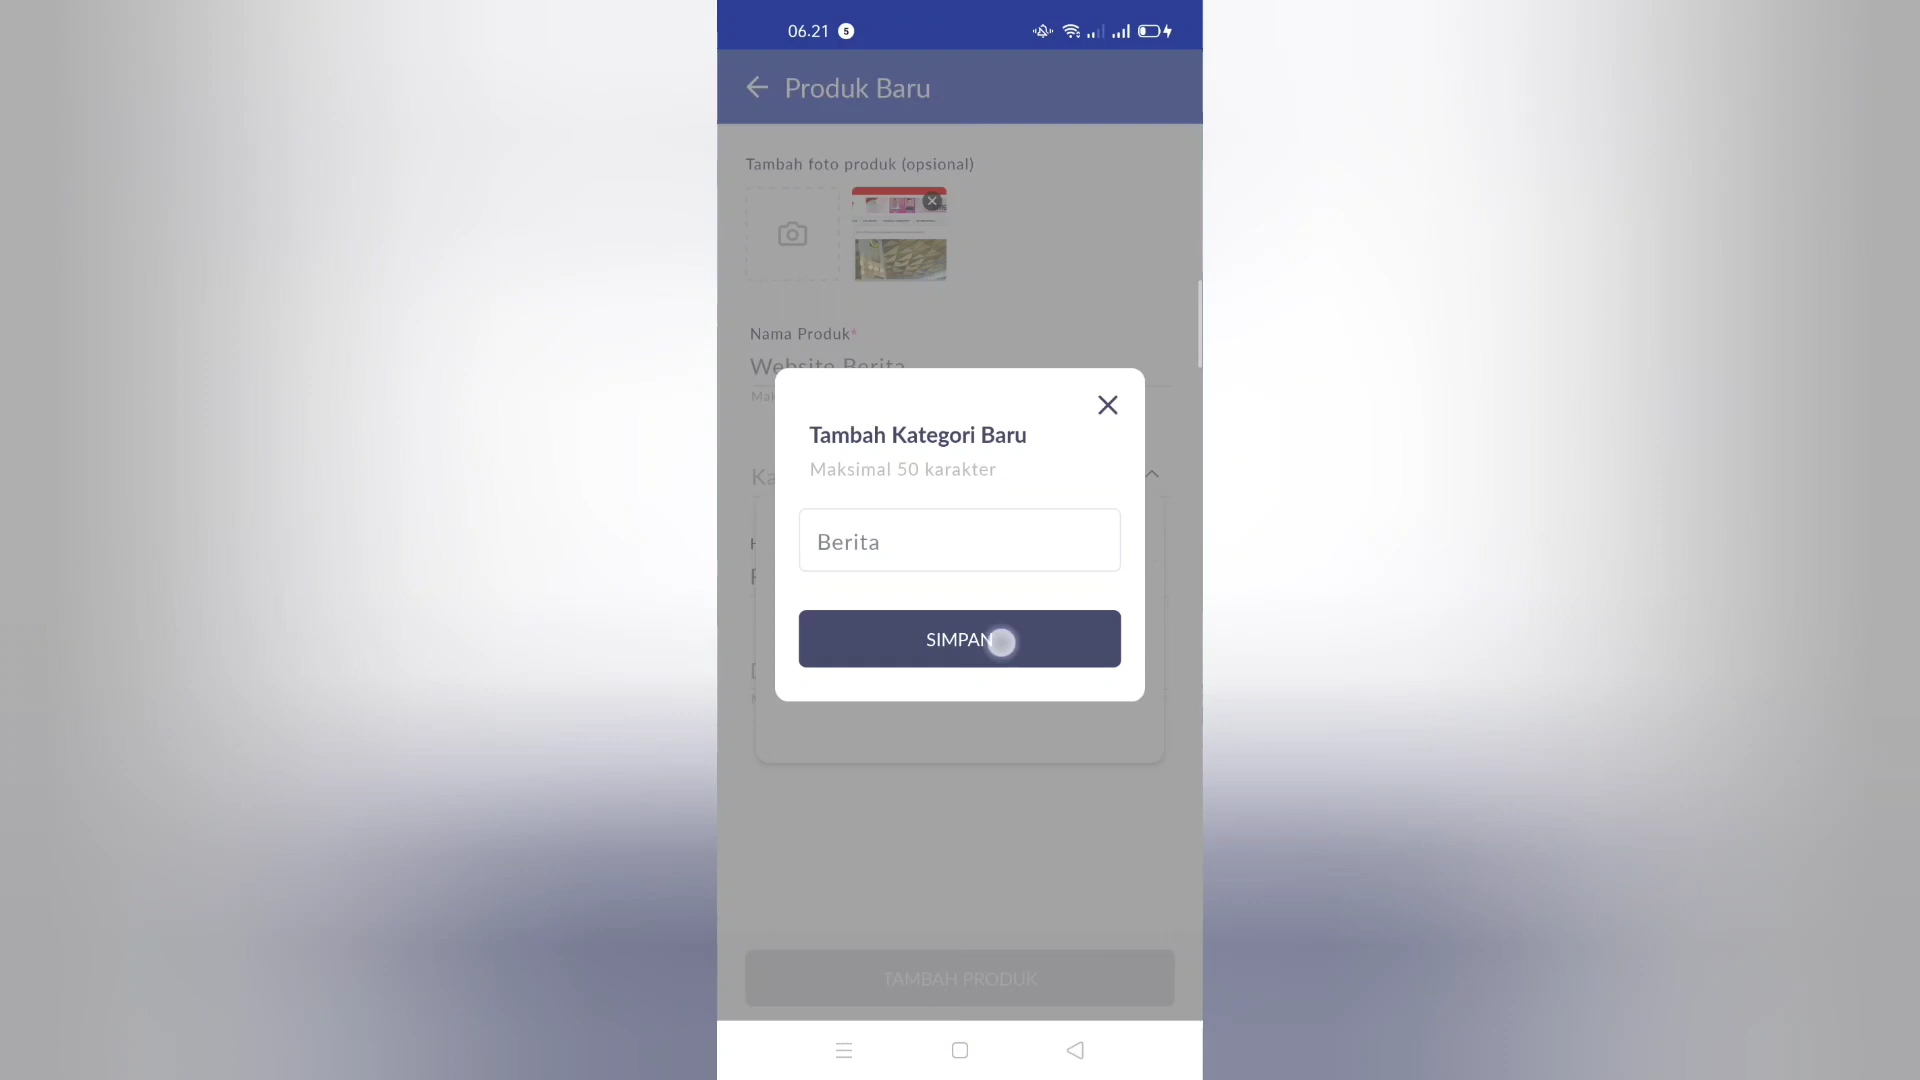 06.21 5
Produk Baru
Tambah foto produk (opsional)
Nama Produk*
Website Berita
Mak
Tambah Kategori Baru
Maksimal 50 karakter
Ka
Berita
SIMPAN
TAMBAH PRODUK